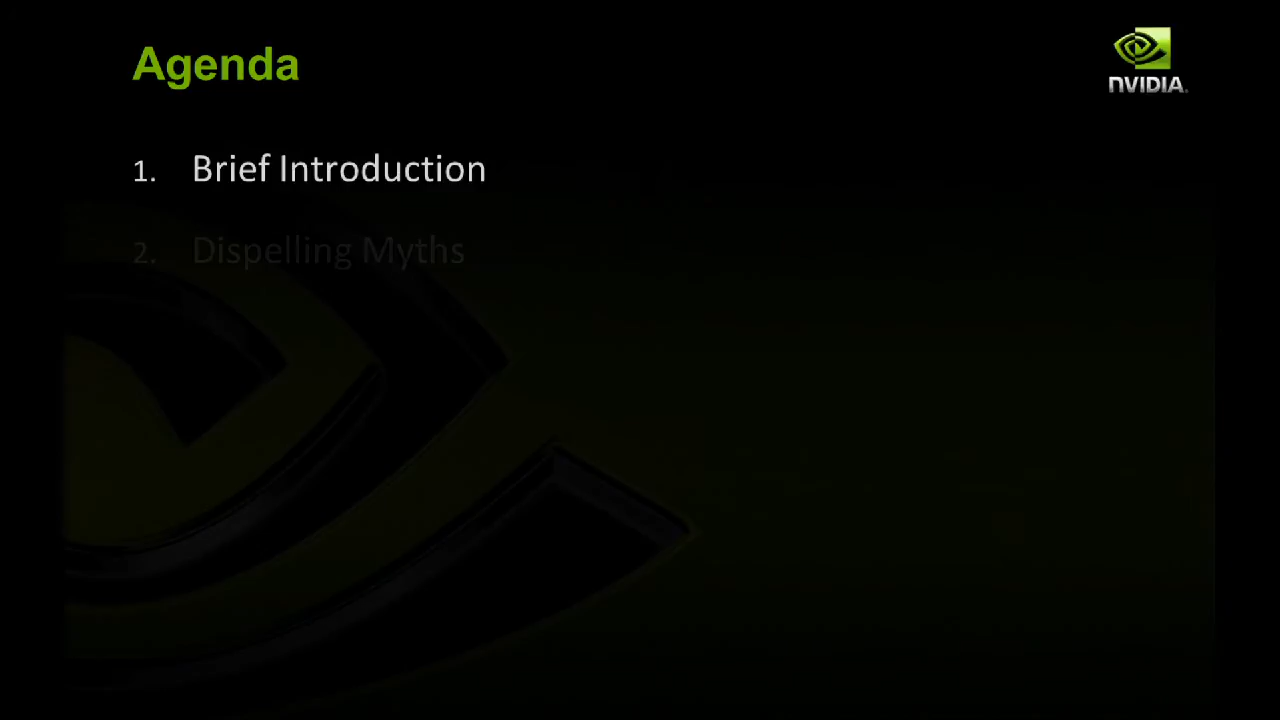 Agenda
NVIDIA.
1. Brief Introduction
2. Dispelling Myths